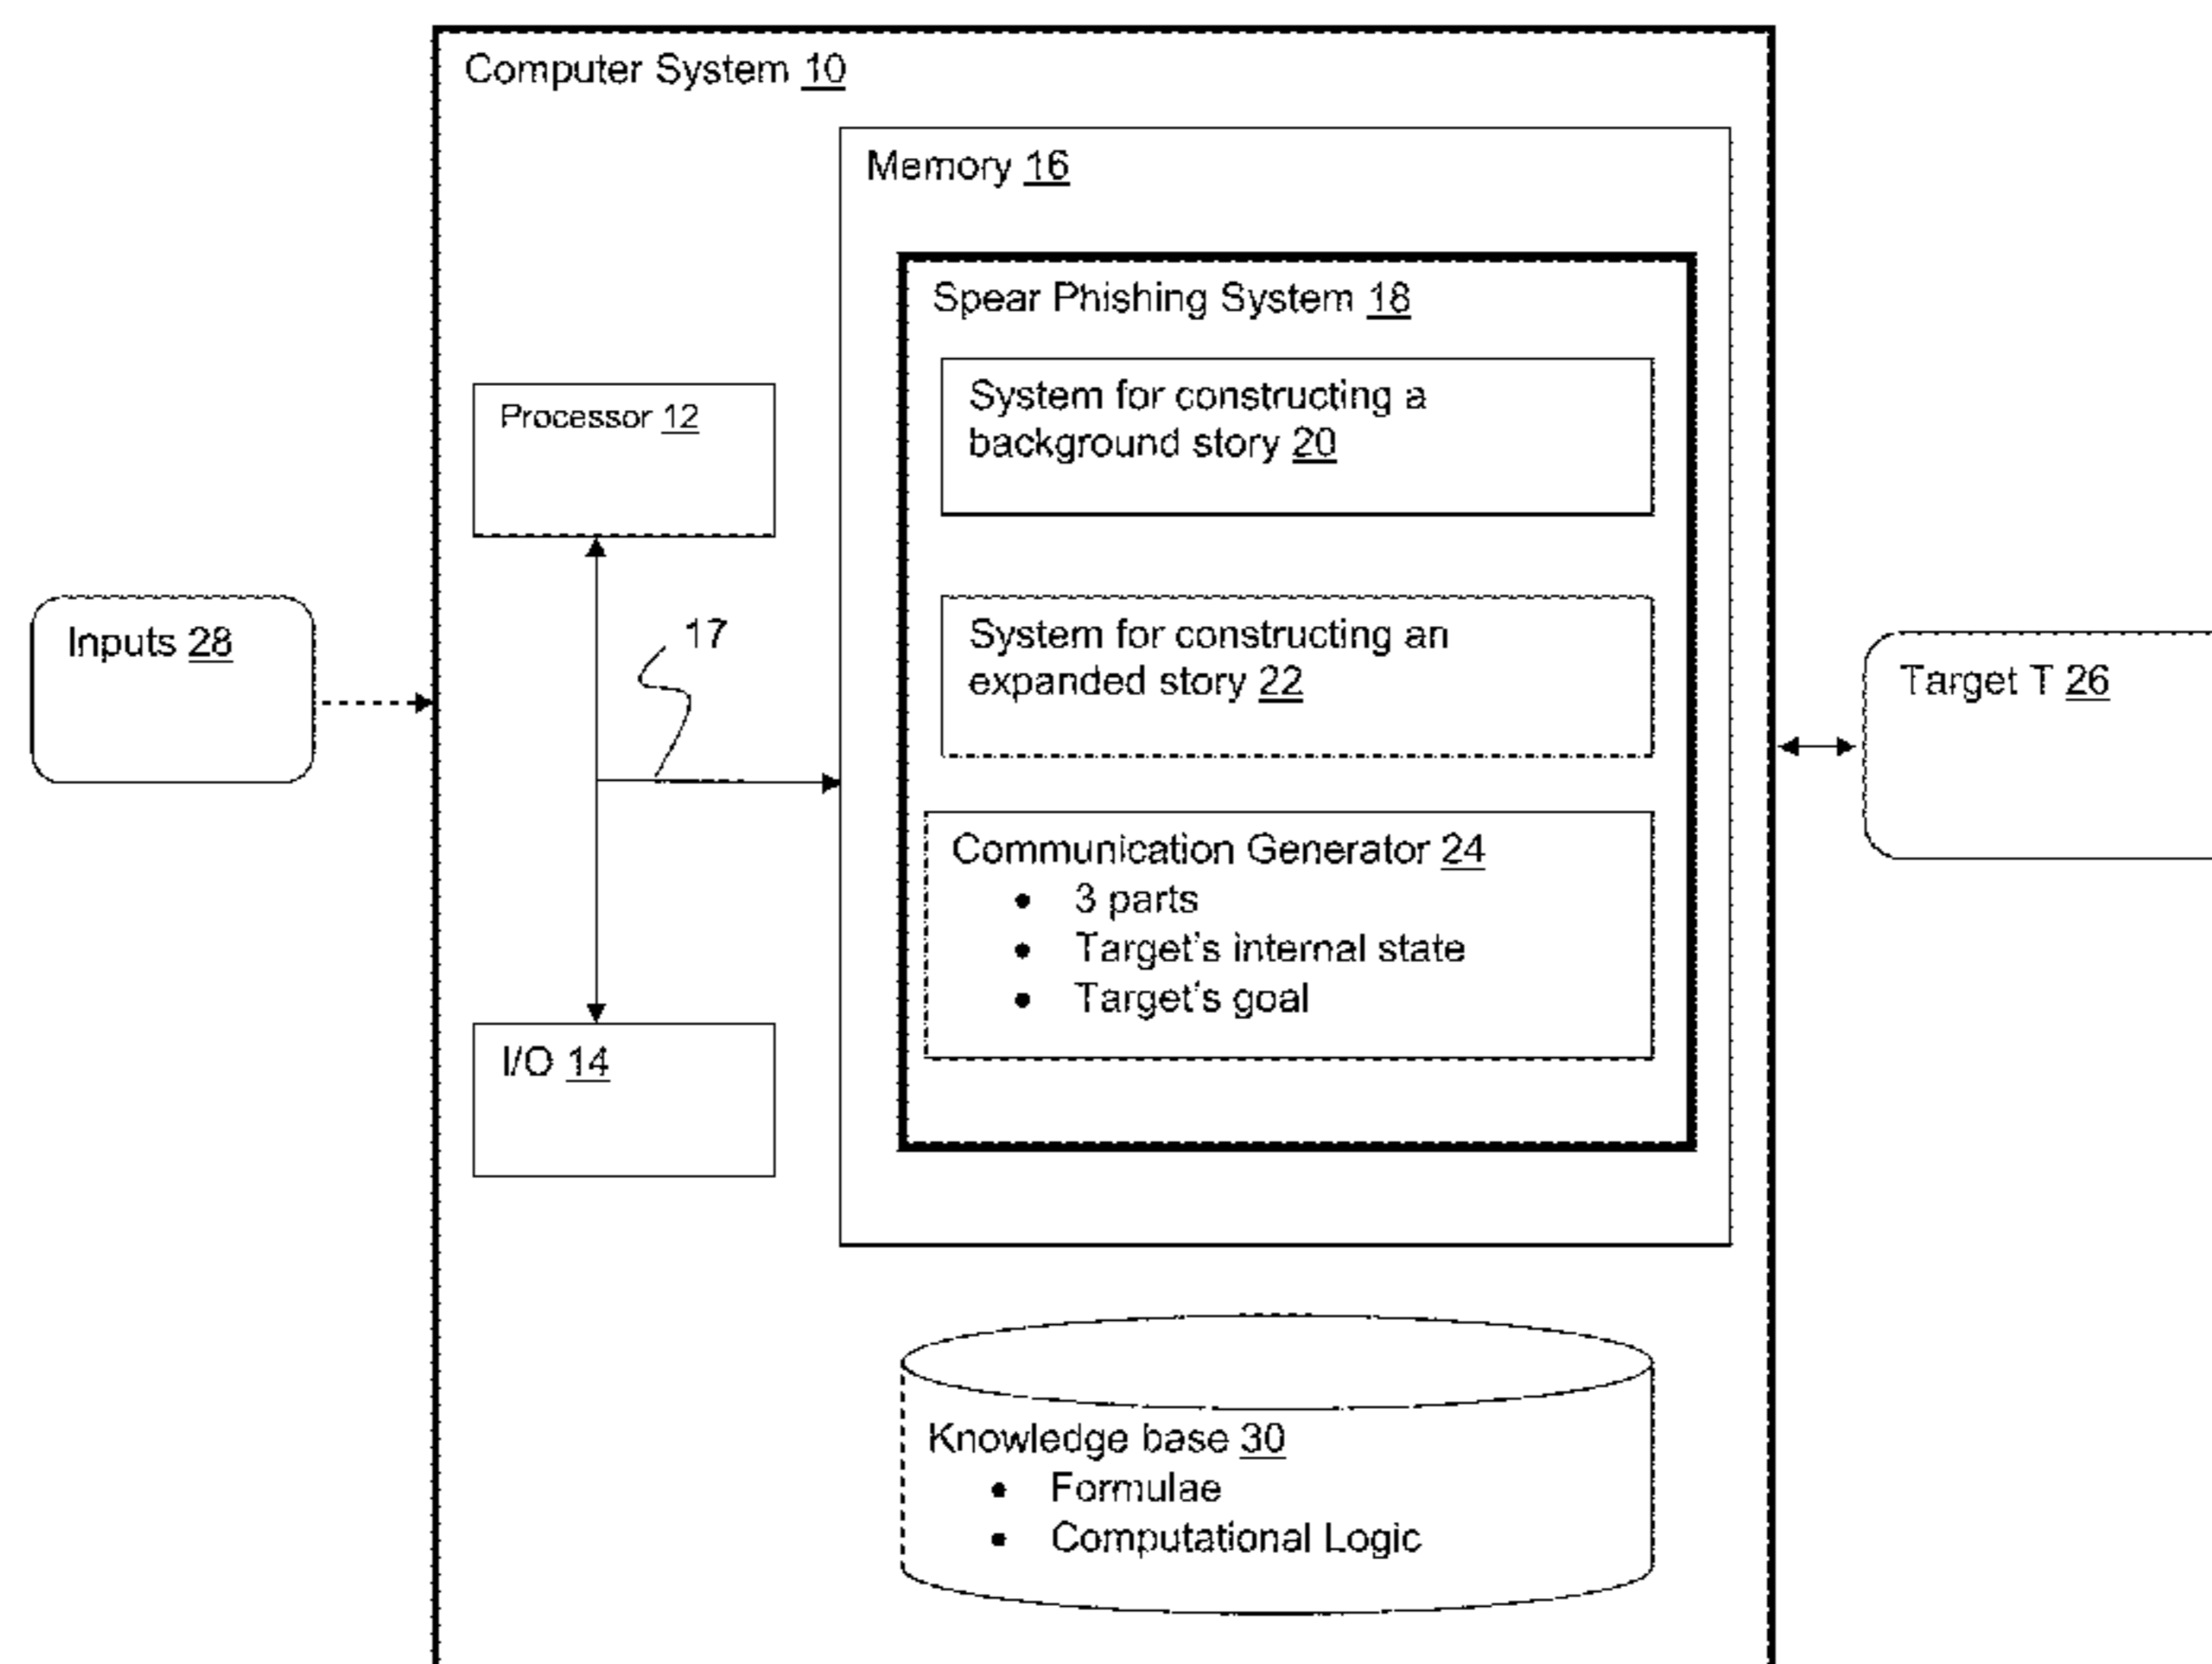 Computer System 10
Memory 16
Spear Phishing System 18
System for constructing a
background story 20
Processor 12
Inputs 28
17
System for constructing an
expanded story 22
Target T 26
Communication Generator 24
• 3 parts
• Target's internal state
• Target's goal
I/O 14
Knowledge base 30
• Formulae
• Computational Logic